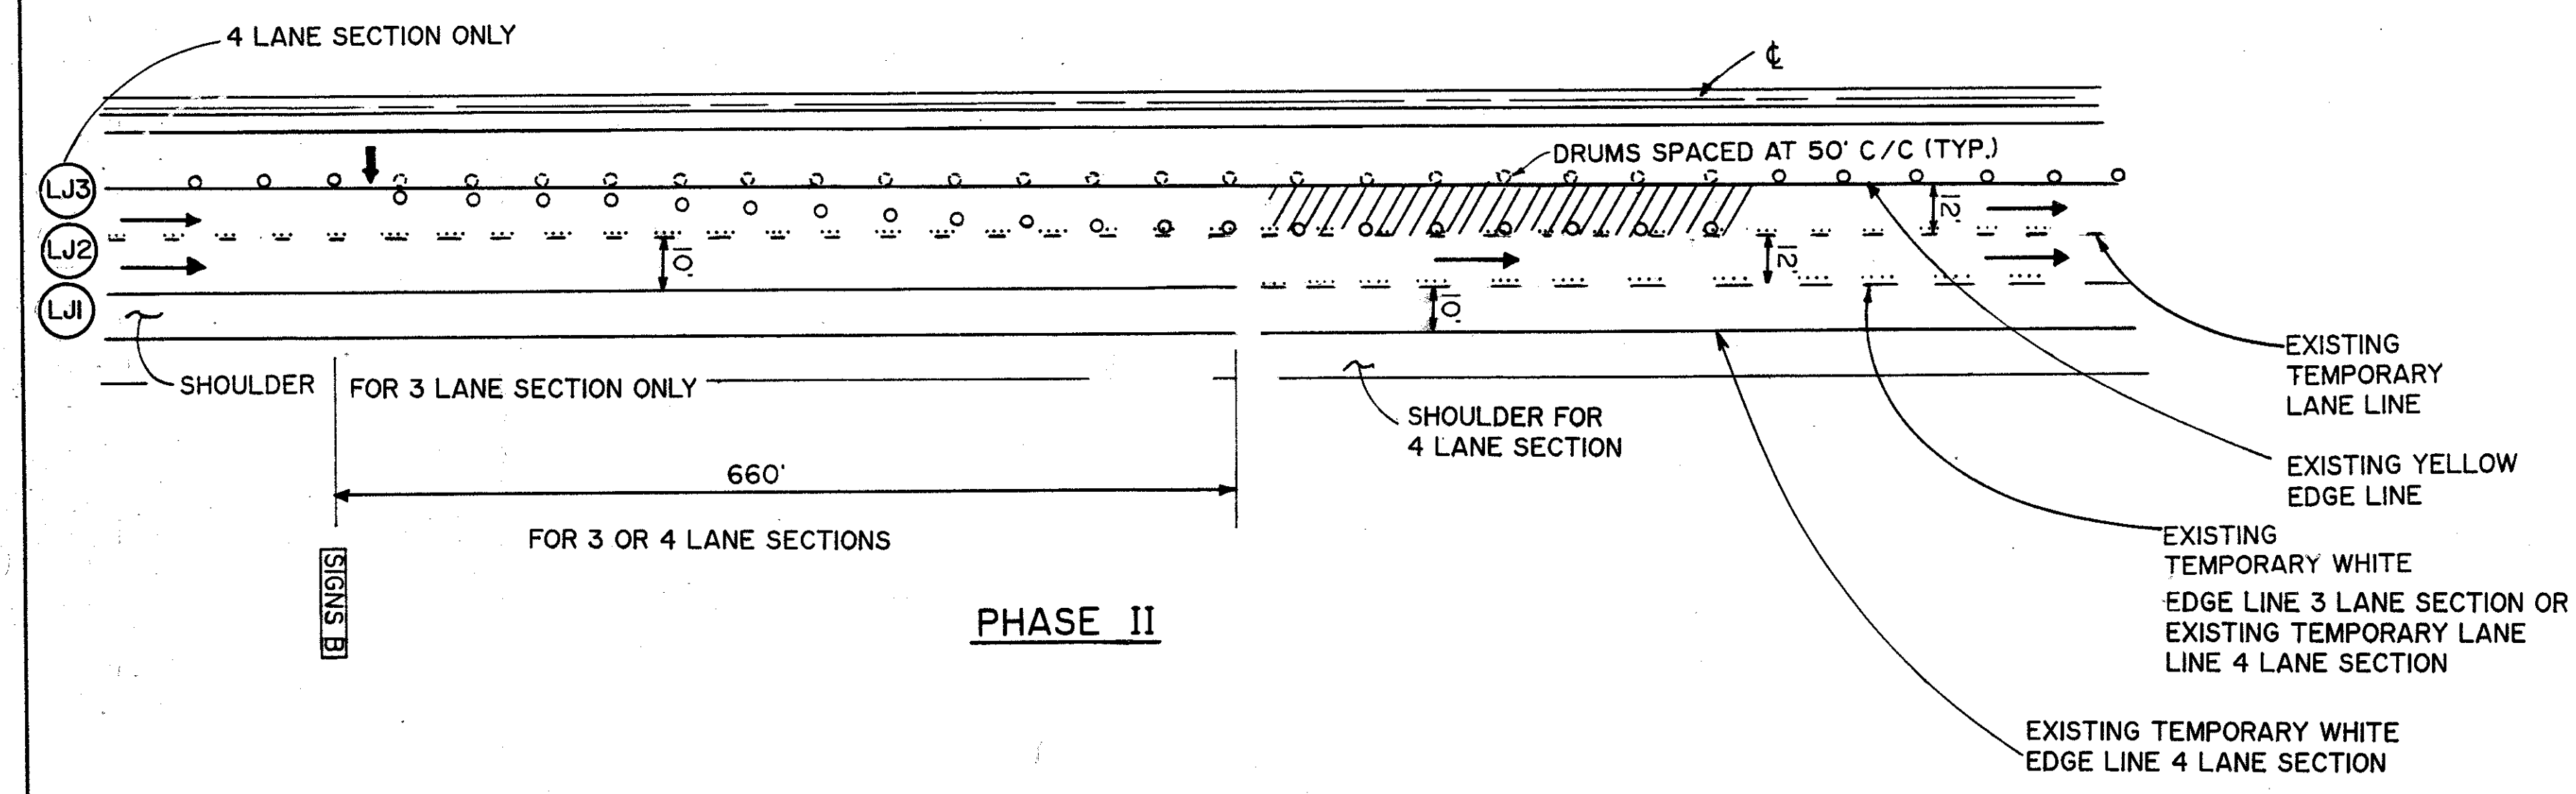 4 LANE SECTION ONLY
℄
DRUMS SPACED AT 50' C/C (TYP.)
LJ3
12'
LJ2
10'
12'
LJ1
10'
SHOULDER
FOR 3 LANE SECTION ONLY
EXISTING
TEMPORARY
LANE LINE
SHOULDER FOR
4 LANE SECTION
660'
EXISTING YELLOW
EDGE LINE
FOR 3 OR 4 LANE SECTIONS
EXISTING
TEMPORARY WHITE
EDGE LINE 3 LANE SECTION OR
EXISTING TEMPORARY LANE
LINE 4 LANE SECTION
SIGNS B
PHASE II
EXISTING TEMPORARY WHITE
EDGE LINE 4 LANE SECTION